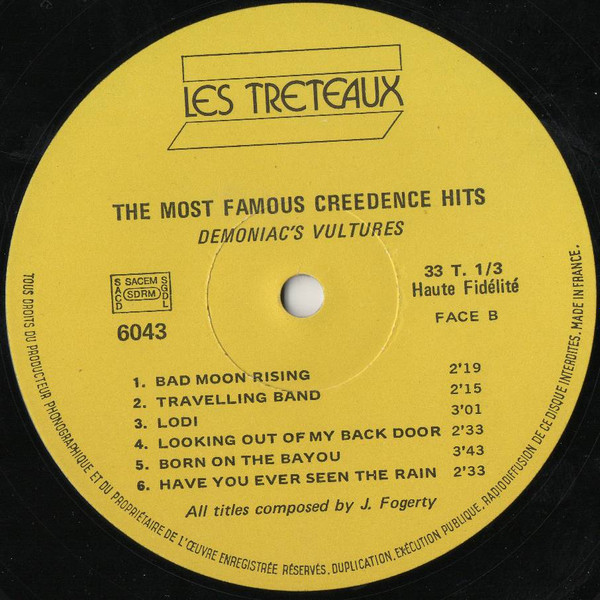 LES TRETEAUX
THE MOST FAMOUS CREEDENCE HITS
DEMONIAC'S VULTURES
SACD SACEM SGDL
SDRM
6043
33 T. 1/3
Haute Fidélité
FACE B
1. BAD MOON RISING 2'19
2. TRAVELLING BAND 2'15
3. LODI 3'01
4. LOOKING OUT OF MY BACK DOOR 2'33
5. BORN ON THE BAYOU 3'43
6. HAVE YOU EVER SEEN THE RAIN 2'33
All titles composed by J. Fogerty
TOUS DROITS DU PRODUCTEUR PHONOGRAPHIQUE ET DU PROPRIÉTAIRE DE L'ŒUVRE ENREGISTRÉE RÉSERVÉS. DUPLICATION, EXÉCUTION PUBLIQUE, RADIODIFFUSION DE CE DISQUE INTERDITES. MADE IN FRANCE.